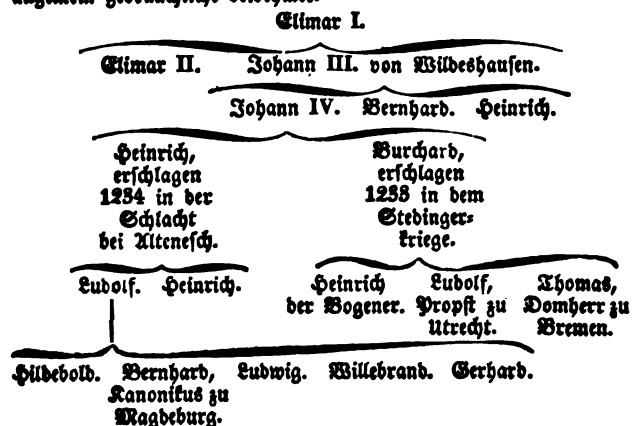 Elimar I.
Elimar II. Johann III. von Wildeshausen.
Johann IV. Bernhard. Heinrich.
Heinrich, Burchard,
erschlagen erschlagen
1234 in der 1233 in dem
Schlacht Stedinger=
bei Altenesch. kriege.
Ludolf. Heinrich. Heinrich Ludolf, Thomas,
der Bogener. Propst zu Domherr zu
Utrecht. Bremen.
Hildebold. Bernhard, Ludwig. Willebrand. Gerhard.
Kanonikus zu
Magdeburg.